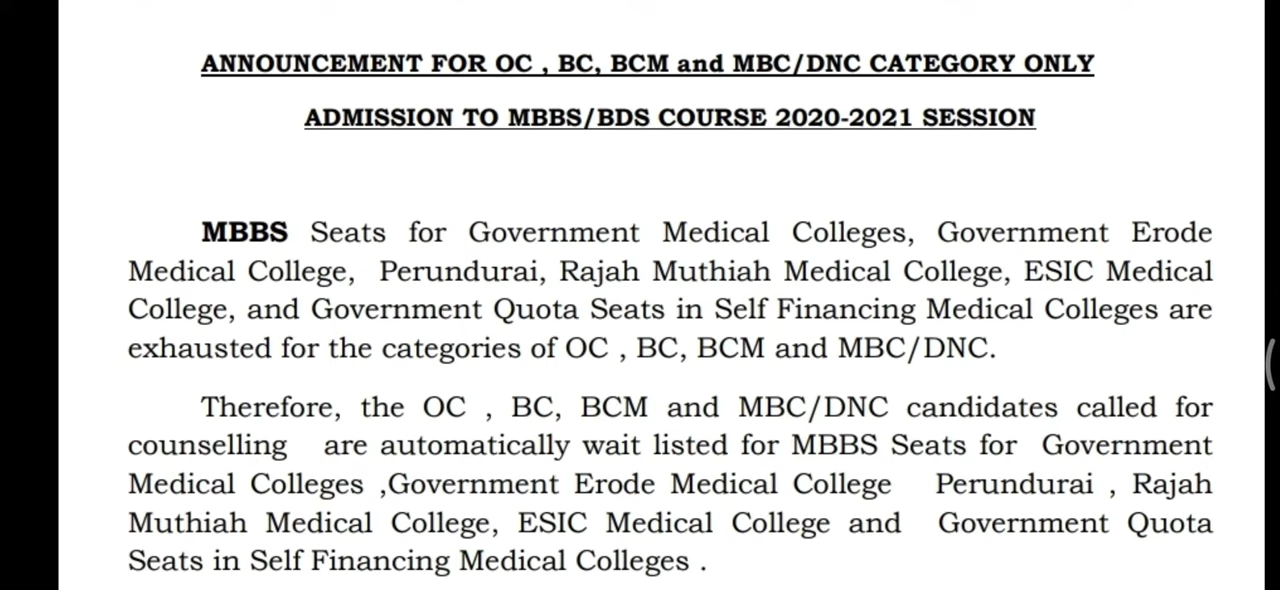 ANNOUNCEMENT FOR OC , BC, BCM and MBC/DNC CATEGORY ONLY
ADMISSION TO MBBS/BDS COURSE 2020-2021 SESSION
MBBS Seats for Government Medical Colleges, Government Erode
Medical College, Perundurai, Rajah Muthiah Medical College, ESIC Medical
College, and Government Quota Seats in Self Financing Medical Colleges are
exhausted for the categories of OC , BC, BCM and MBC/DNC.
Therefore, the OC , BC, BCM and MBC/DNC candidates called for
counselling are automatically wait listed for MBBS Seats for Government
Medical Colleges ,Government Erode Medical College Perundurai , Rajah
Muthiah Medical College, ESIC Medical College and Government Quota
Seats in Self Financing Medical Colleges .